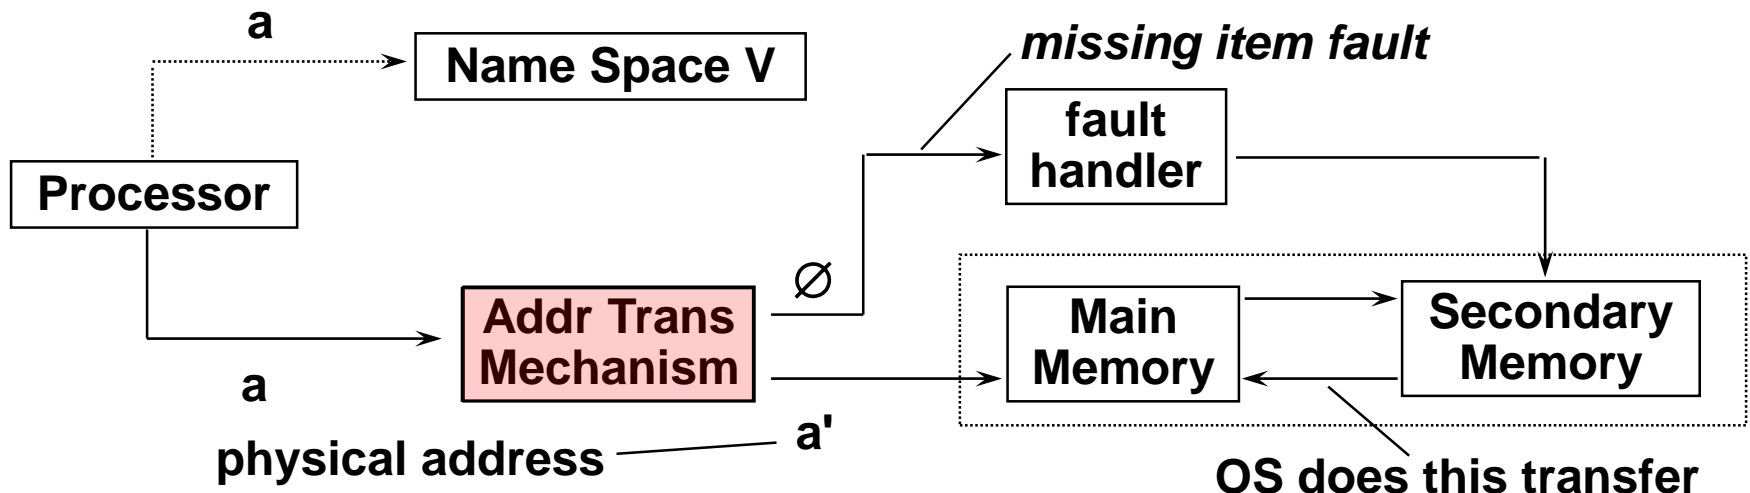 a
Name Space V
missing item fault
fault
handler
Processor
∅
Addr Trans
Mechanism
Main
Memory
Secondary
Memory
a
a'
physical address
OS does this transfer